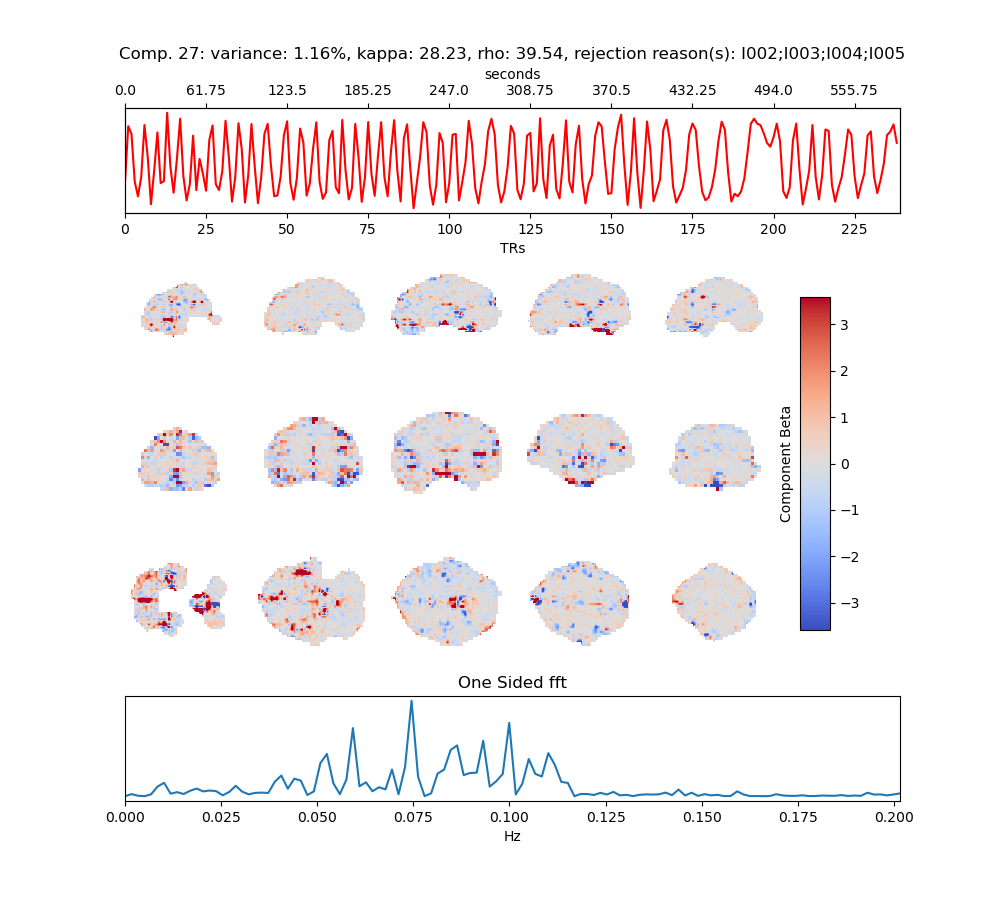 Comp. 27: variance: 1.16%, kappa: 28.23, rho: 39.54, rejection reason(s): I002;I003;I004;I005
seconds
0.0 61.75 123.5 185.25 247.0 308.75 370.5 432.25 494.0 555.75
0 25 50 75 100 125 150 175 200 225
TRs
3
2
1
0
−1
−2
−3
Component Beta
One Sided fft
0.000 0.025 0.050 0.075 0.100 0.125 0.150 0.175 0.200
Hz